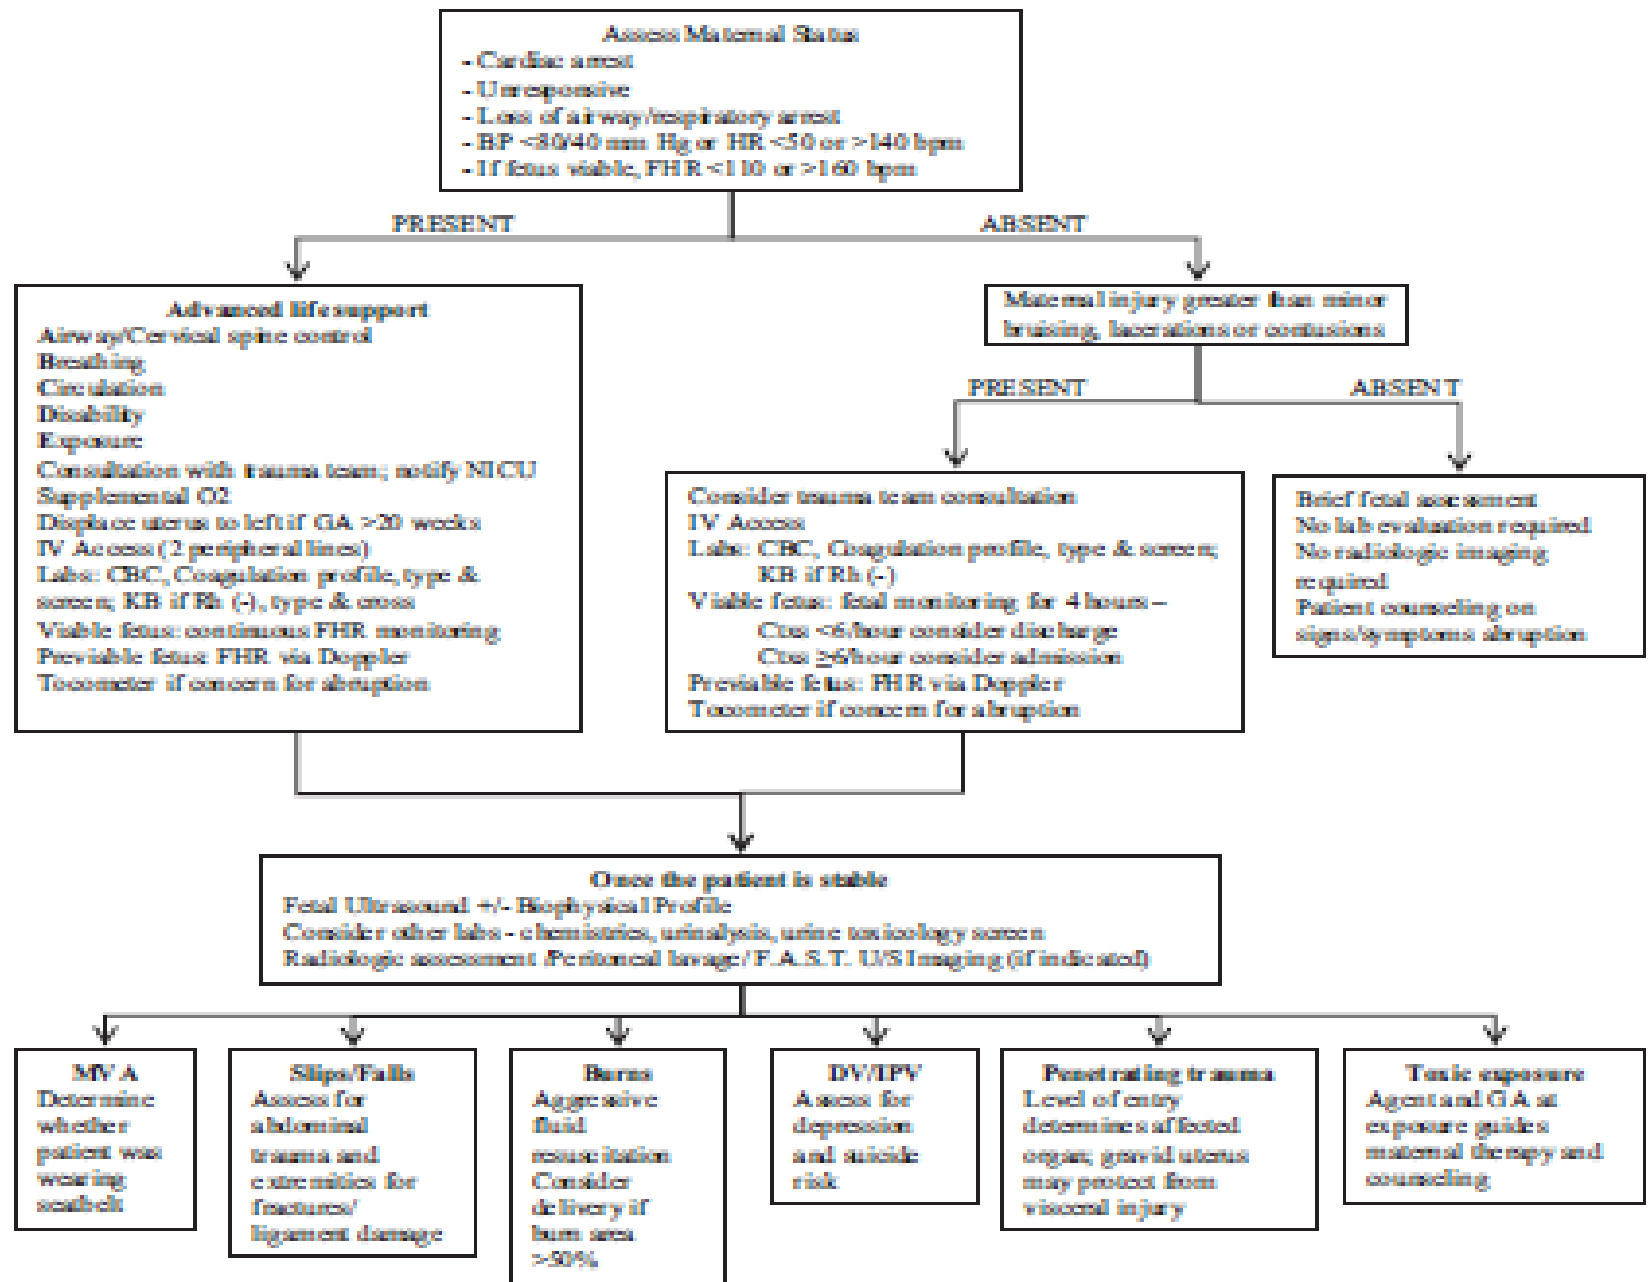 Assess Maternal Status
- Cardiac arrest
- Unresponsive
- Loss of airway/respiratory arrest
- BP <80/40 mm Hg or HR <50 or >140 bpm
- If fetus viable, FHR <110 or >160 bpm
PRESENT
ABSENT
Advanced life support
Airway/Cervical spine control
Breathing
Circulation
Disability
Exposure
Consultation with trauma team; notify NICU
Supplemental O2
Displace uterus to left if GA >20 weeks
IV Access (2 peripheral lines)
Labs: CBC, Coagulation profile, type &
screen; KB if Rh (-), type & cross
Viable fetus: continuous FHR monitoring
Previable fetus: FHR via Doppler
Tocometer if concern for abruption
Maternal injury greater than minor
bruising, lacerations or contusions
PRESENT
ABSENT
Consider trauma team consultation
IV Access
Labs: CBC, Coagulation profile, type & screen;
KB if Rh (-)
Viable fetus: fetal monitoring for 4 hours –
Ctxs <6/hour consider discharge
Ctxs ≥6/hour consider admission
Previable fetus: FHR via Doppler
Tocometer if concern for abruption
Brief fetal assessment
No lab evaluation required
No radiologic imaging
required
Patient counseling on
signs/symptoms abruption
Once the patient is stable
Fetal Ultrasound +/- Biophysical Profile
Consider other labs - chemistries, urinalysis, urine toxicology screen
Radiologic assessment /Peritoneal lavage/ F.A.S.T. U/S Imaging (if indicated)
MVA
Determine
whether
patient was
wearing
seatbelt
Slips/Falls
Assess for
abdominal
trauma and
extremities for
fractures/
ligament damage
Burns
Aggressive
fluid
resuscitation
Consider
delivery if
burn area
>50%
DV/IPV
Assess for
depression
and suicide
risk
Penetrating trauma
Level of entry
determines affected
organ; gravid uterus
may protect from
visceral injury
Toxic exposure
Agent and GA at
exposure guides
maternal therapy and
counseling